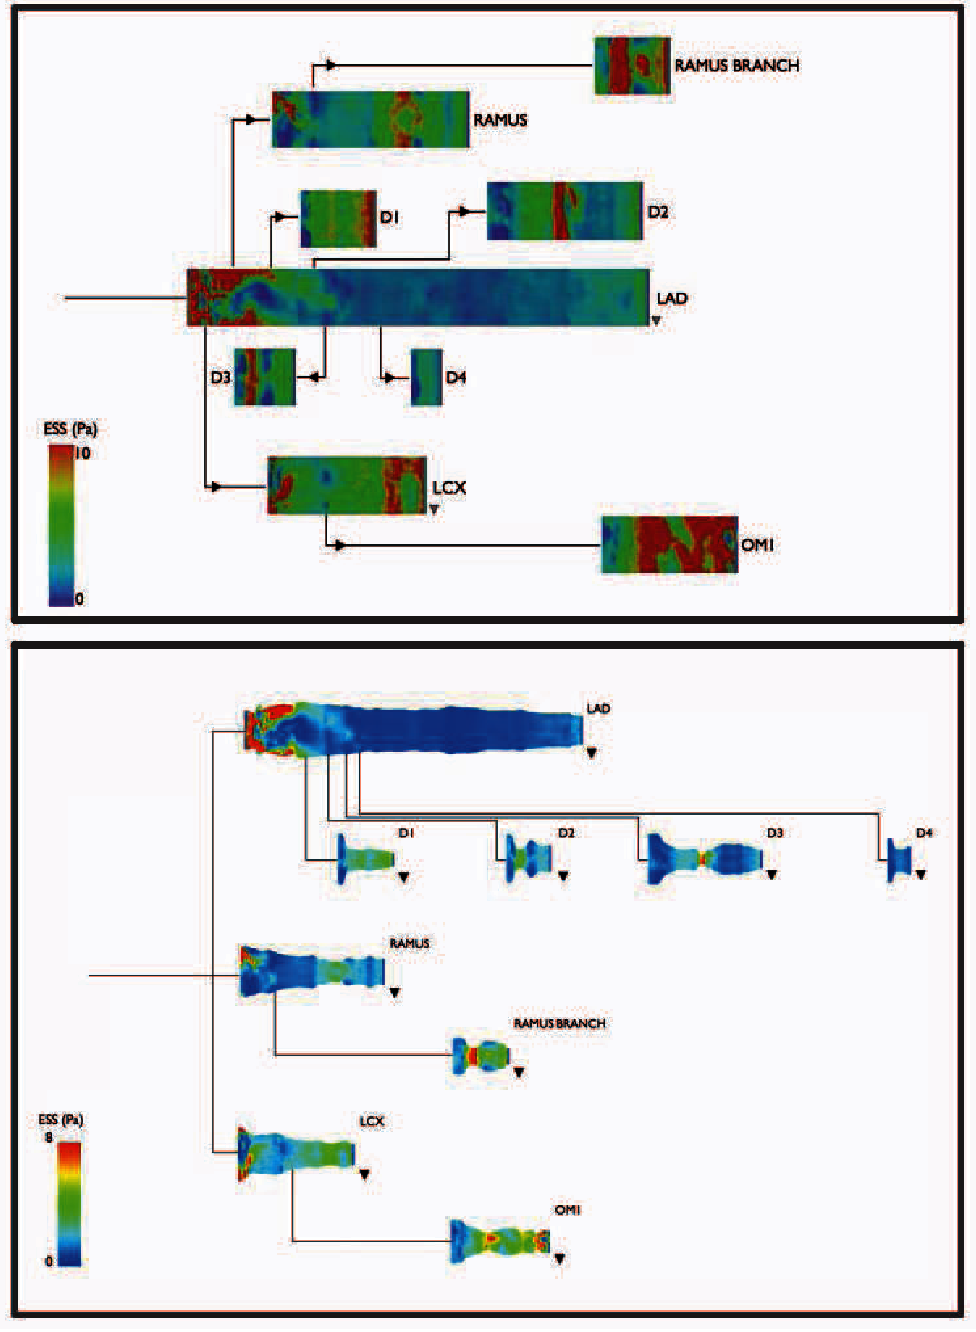 RAMUS BRANCH
RAMUS
D1
D2
LAD
D3
D4
ESS (Pa)
10
0
LCX
OM1
LAD
D1
D2
D3
D4
RAMUS
RAMUS BRANCH
LCX
ESS (Pa)
8
0
OM1